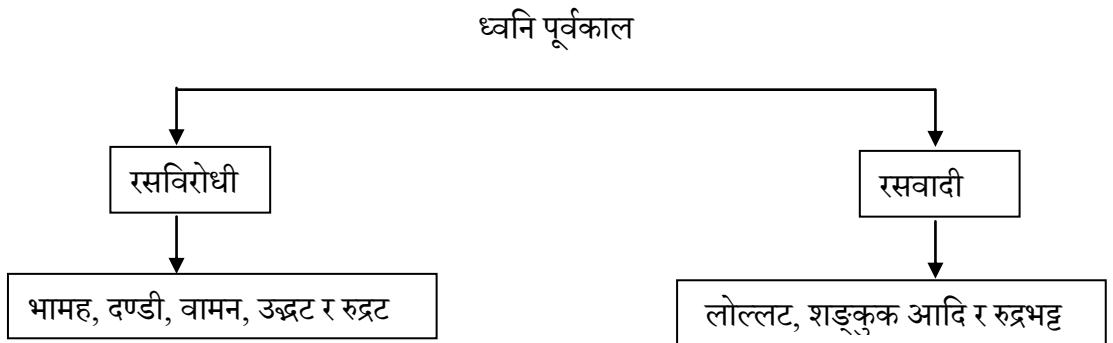 ध्वनि पूर्वकाल
रसविरोधी
रसवादी
भामह, दण्डी, वामन, उद्भट र रुद्रट
लोल्लट, शङ्कुक आदि र रुद्रभट्ट